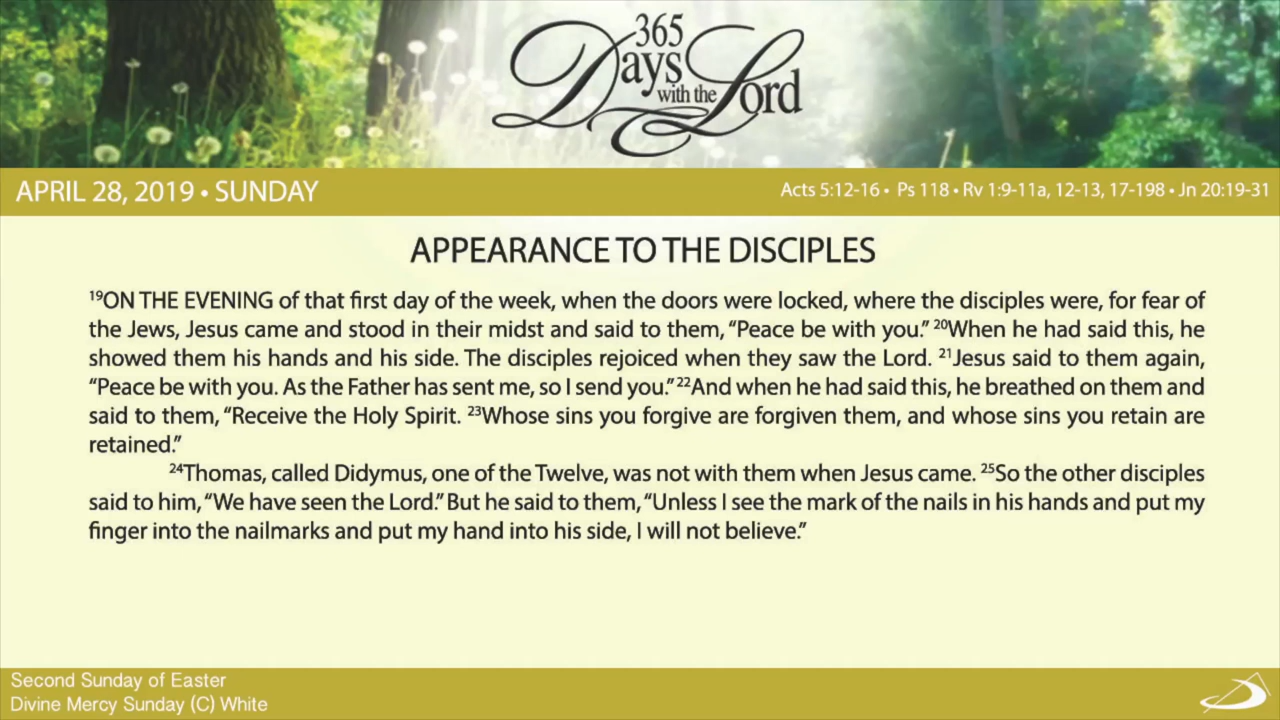 365
Days
with the
Lord
APRIL 28, 2019 • SUNDAY
Acts 5:12-16 • Ps 118 • Rv 1:9-11a, 12-13, 17-198 • Jn 20:19-31
APPEARANCE TO THE DISCIPLES
¹⁹ON THE EVENING of that first day of the week, when the doors were locked, where the disciples were, for fear of
the Jews, Jesus came and stood in their midst and said to them, “Peace be with you.” ²⁰When he had said this, he
showed them his hands and his side. The disciples rejoiced when they saw the Lord. ²¹Jesus said to them again,
“Peace be with you. As the Father has sent me, so I send you.” ²²And when he had said this, he breathed on them and
said to them, “Receive the Holy Spirit. ²³Whose sins you forgive are forgiven them, and whose sins you retain are
retained.”
²⁴Thomas, called Didymus, one of the Twelve, was not with them when Jesus came. ²⁵So the other disciples
said to him, “We have seen the Lord.” But he said to them, “Unless I see the mark of the nails in his hands and put my
finger into the nailmarks and put my hand into his side, I will not believe.”
Second Sunday of Easter
Divine Mercy Sunday (C) White